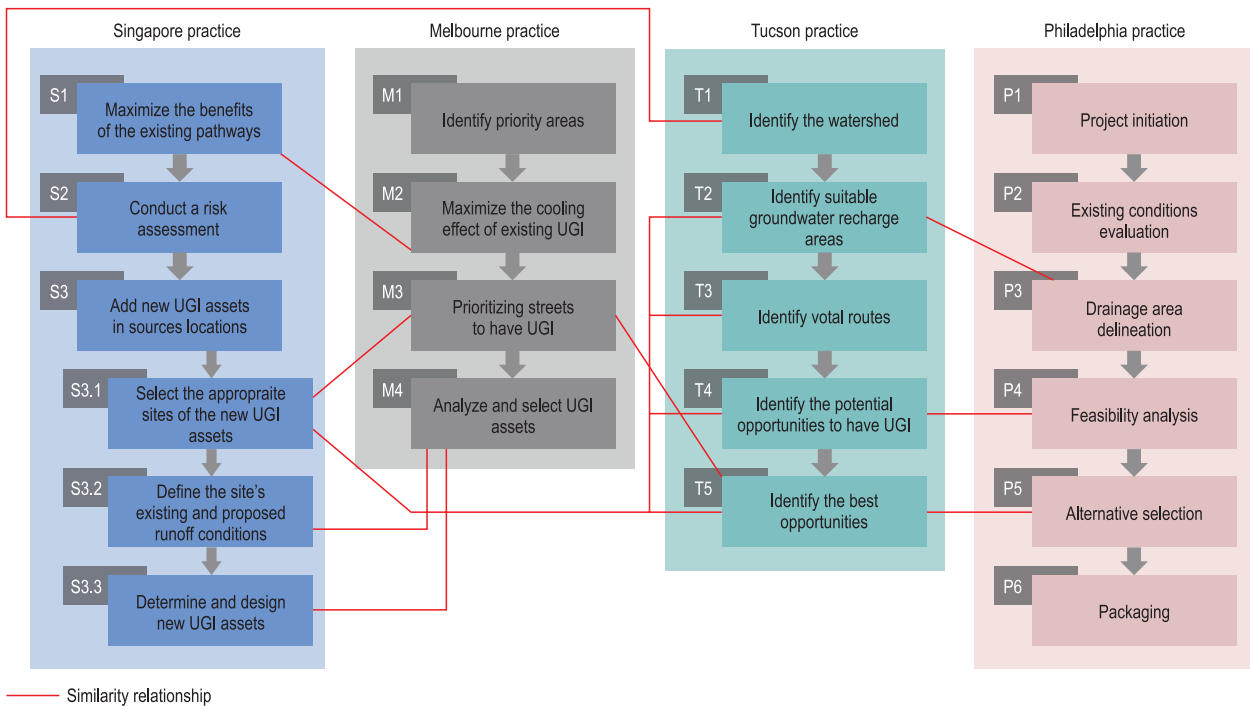 Singapore practice
S1
Maximize the benefits
of the existing pathways
S2
Conduct a risk
assessment
S3
Add new UGI assets
in sources locations
S3.1
Select the appropraite
sites of the new UGI
assets
S3.2
Define the site's
existing and proposed
runoff conditions
S3.3
Determine and design
new UGI assets
Melbourne practice
M1
Identify priority areas
M2
Maximize the cooling
effect of existing UGI
M3
Prioritizing streets
to have UGI
M4
Analyze and select UGI
assets
Tucson practice
T1
Identify the watershed
T2
Identify suitable
groundwater recharge
areas
T3
Identify votal routes
T4
Identify the potential
opportunities to have UGI
T5
Identify the best
opportunities
Philadelphia practice
P1
Project initiation
P2
Existing conditions
evaluation
P3
Drainage area
delineation
P4
Feasibility analysis
P5
Alternative selection
P6
Packaging
Similarity relationship